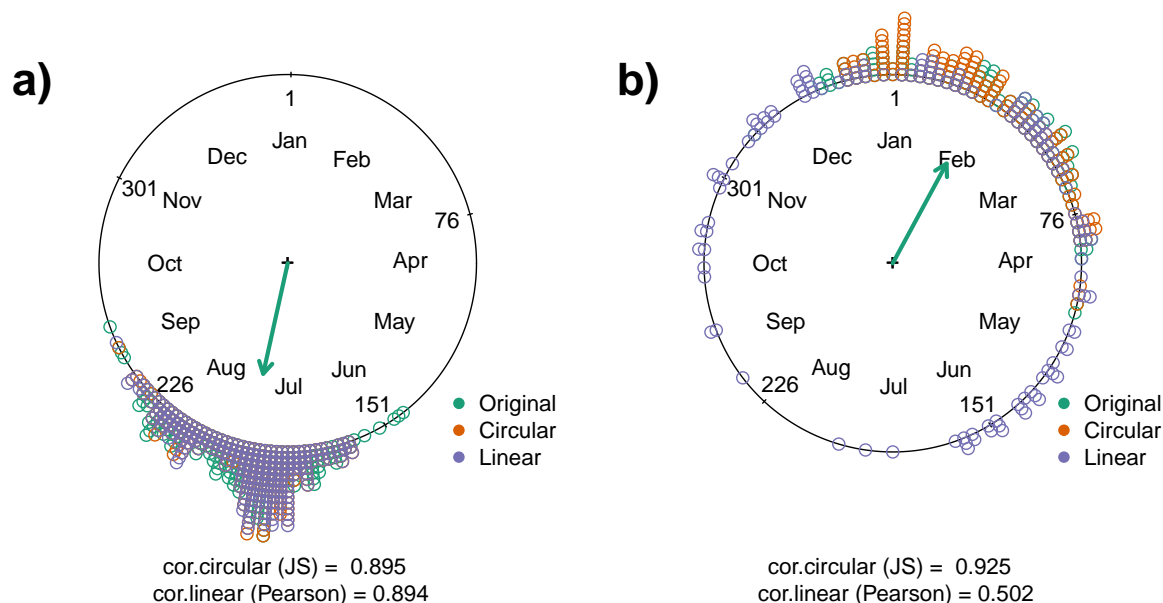 a)
1
Jan
Feb
Mar
76
Apr
May
Jun
151
Jul
Aug
226
Sep
Oct
Nov
301
Dec
Original
Circular
Linear
cor.circular (JS) =  0.895
cor.linear (Pearson) = 0.894
b)
1
Jan
Feb
Mar
76
Apr
May
Jun
151
Jul
Aug
226
Sep
Oct
Nov
301
Dec
Original
Circular
Linear
cor.circular (JS) =  0.925
cor.linear (Pearson) = 0.502